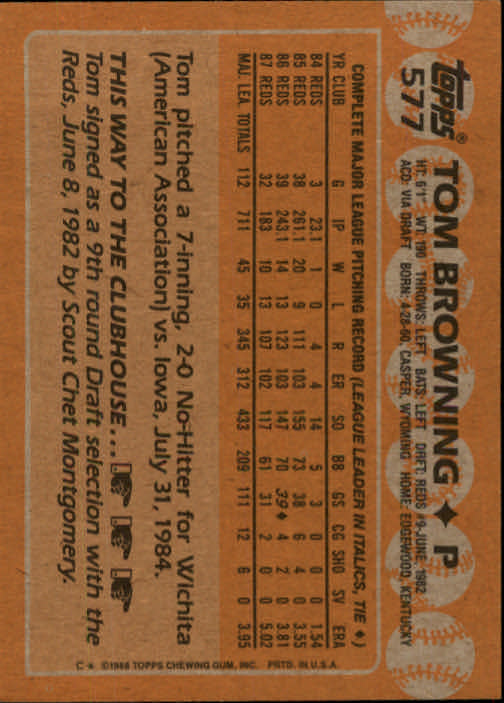 topps®
577
TOM BROWNING ♦ P
HT: 6'1" WT: 190 THROWS: LEFT BATS: LEFT DRAFT: REDS #9-JUNE, 1982
ACQ: VIA DRAFT BORN: 4-28-60, CASPER, WYOMING HOME: EDGEWOOD, KENTUCKY
COMPLETE MAJOR LEAGUE PITCHING RECORD (LEAGUE LEADER IN ITALICS, TIE ♦)
YR CLUB G IP W L R ER SO BB GS CG SHO SV ERA
84 REDS 3 23.1 1 0 4 4 14 5 3 0 0 0 1.54
85 REDS 38 261.1 20 9 111 103 155 73 38 6 4 0 3.55
86 REDS 39 243.1 14 13 123 103 147 70 39♦ 4 2 0 3.81
87 REDS 32 183 10 13 107 102 117 61 31 2 0 0 5.02
MAJ. LEA. TOTALS 112 711 45 35 345 312 433 209 111 12 6 0 3.95
Tom pitched a 7-inning, 2-0 No-Hitter for Wichita
(American Association) vs. Iowa, July 31, 1984.
THIS WAY TO THE CLUBHOUSE...
Tom signed as a 9th round Draft selection with the
Reds, June 8, 1982 by Scout Chet Montgomery.
C★ ©1988 TOPPS CHEWING GUM, INC. PRTD. IN U.S.A.